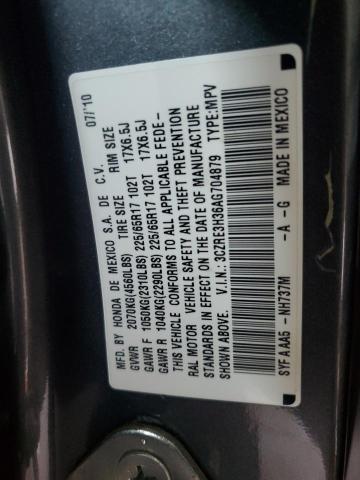 MFD. BY HONDA DE MEXICO S.A. DE C.V. 07/10
TIRE SIZE RIM SIZE
GVWR 2070KG(4560LBS)
GAWR F 1050KG(2310LBS) 225/65R17 102T 17X6.5J
GAWR R 1040KG(2290LBS) 225/65R17 102T 17X6.5J
THIS VEHICLE CONFORMS TO ALL APPLICABLE FEDE-
RAL MOTOR VEHICLE SAFETY AND THEFT PREVENTION
STANDARDS IN EFFECT ON THE DATE OF MANUFACTURE
SHOWN ABOVE. V.I.N.: 3CZRE3H36AG704879 TYPE:MPV
SYFAAA5 -NH737M -A -G MADE IN MEXICO